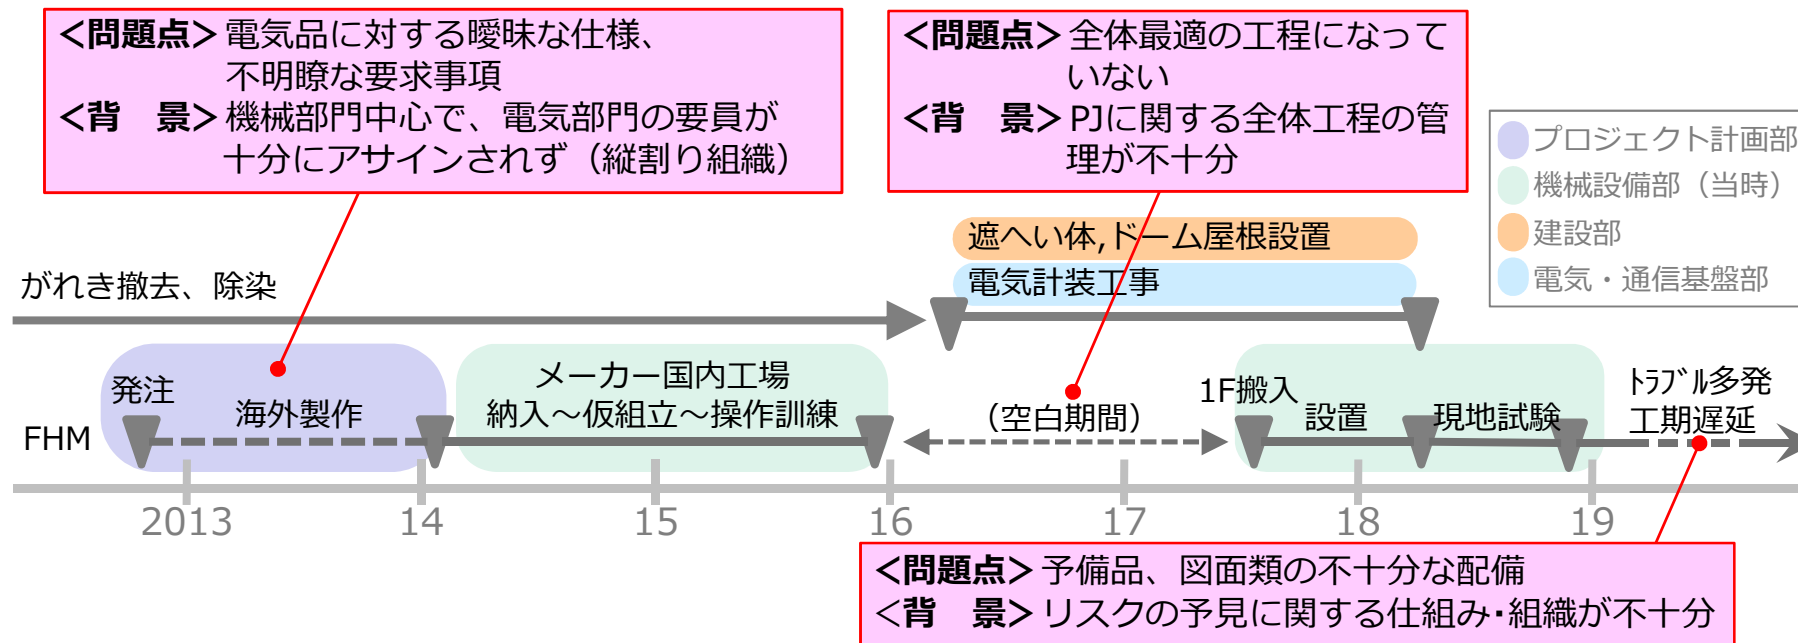 ＜問題点＞電気品に対する曖昧な仕様、
不明瞭な要求事項
＜背　景＞機械部門中心で、電気部門の要員が
十分にアサインされず（縦割り組織）
＜問題点＞全体最適の工程になって
いない
＜背　景＞PJに関する全体工程の管
理が不十分
プロジェクト計画部
機械設備部（当時）
建設部
電気・通信基盤部
遮へい体,ドーム屋根設置
電気計装工事
がれき撤去、除染
発注
海外製作
メーカー国内工場
納入～仮組立～操作訓練
（空白期間）
1F搬入
設置
現地試験
ﾄﾗﾌﾞﾙ多発
工期遅延
FHM
2013
14
15
16
17
18
19
＜問題点＞予備品、図面類の不十分な配備
＜背　景＞リスクの予見に関する仕組み･組織が不十分